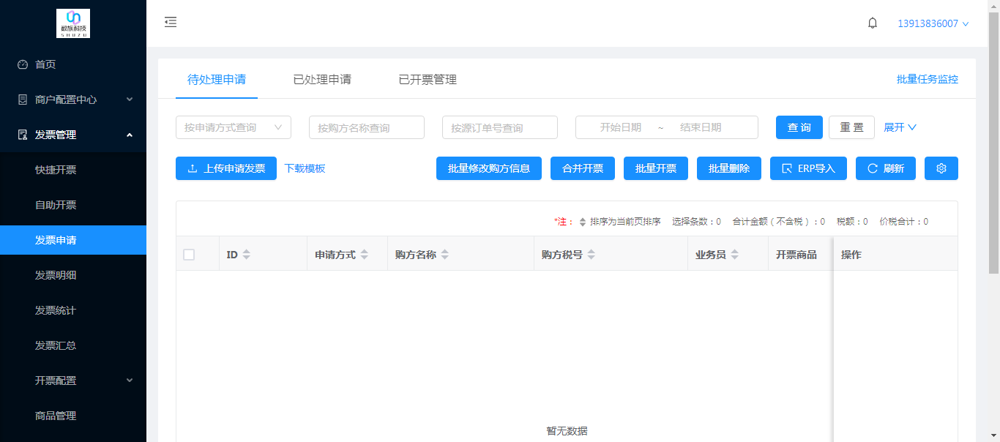 数族科技
SHUZU
首页
商户配置中心
发票管理
快捷开票
自助开票
发票申请
发票明细
发票统计
发票汇总
开票配置
商品管理
13913836007
待处理申请 已处理申请 已开票管理 批量任务监控
按申请方式查询 按购方名称查询 按源订单号查询 开始日期 ~ 结束日期 查 询 重 置 展开
上传申请发票 下载模板 批量修改购方信息 合并开票 批量开票 批量删除 ERP导入 刷新
*注： 排序为当前页排序 选择条数：0 合计金额（不含税）：0 税额：0 价税合计：0
ID 申请方式 购方名称 购方税号 业务员 开票商品 操作
暂无数据